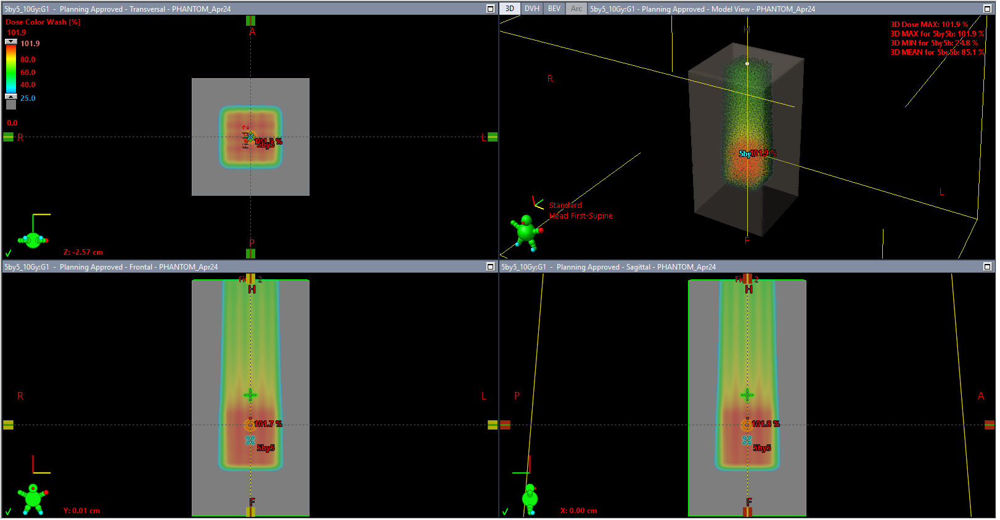 5by5_10Gy:G1 - Planning Approved - Transversal - PHANTOM_Apr24
Dose Color Wash [%]
101.9
101.9
80.0
60.0
40.0
25.0
0.0
A
R
L
Field 2
101.3 %
5by5
P
Z: -2.57 cm
3D DVH BEV Arc 5by5_10Gy:G1 - Planning Approved - Model View - PHANTOM_Apr24
3D Dose MAX: 101.9 %
3D MAX for 5by5b: 101.9 %
3D MIN for 5by5b: 24.8 %
3D MEAN for 5by5b: 85.1 %
H
R
101.9 %
L
Standard
Head First-Supine
F
5by5_10Gy:G1 - Planning Approved - Frontal - PHANTOM_Apr24
2
H
R
L
101.7 %
5by5
F
Y: 0.01 cm
5by5_10Gy:G1 - Planning Approved - Sagittal - PHANTOM_Apr24
2
H
P
A
101.8 %
5by5
F
X: 0.00 cm